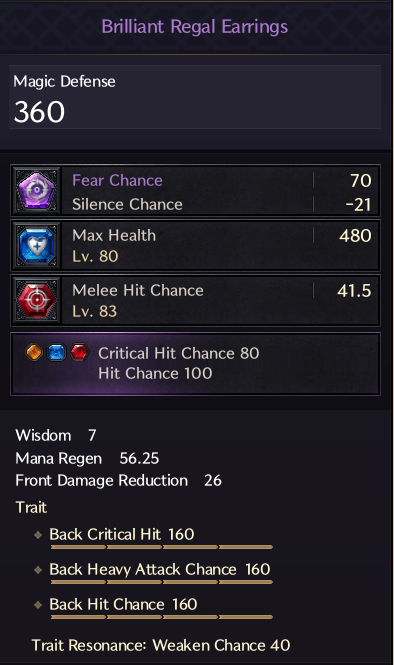 Brilliant Regal Earrings
Magic Defense
360
Fear Chance 70
Silence Chance -21
Max Health 480
Lv. 80
Melee Hit Chance 41.5
Lv. 83
Critical Hit Chance 80
Hit Chance 100
Wisdom 7
Mana Regen 56.25
Front Damage Reduction 26
Trait
Back Critical Hit 160
Back Heavy Attack Chance 160
Back Hit Chance 160
Trait Resonance: Weaken Chance 40